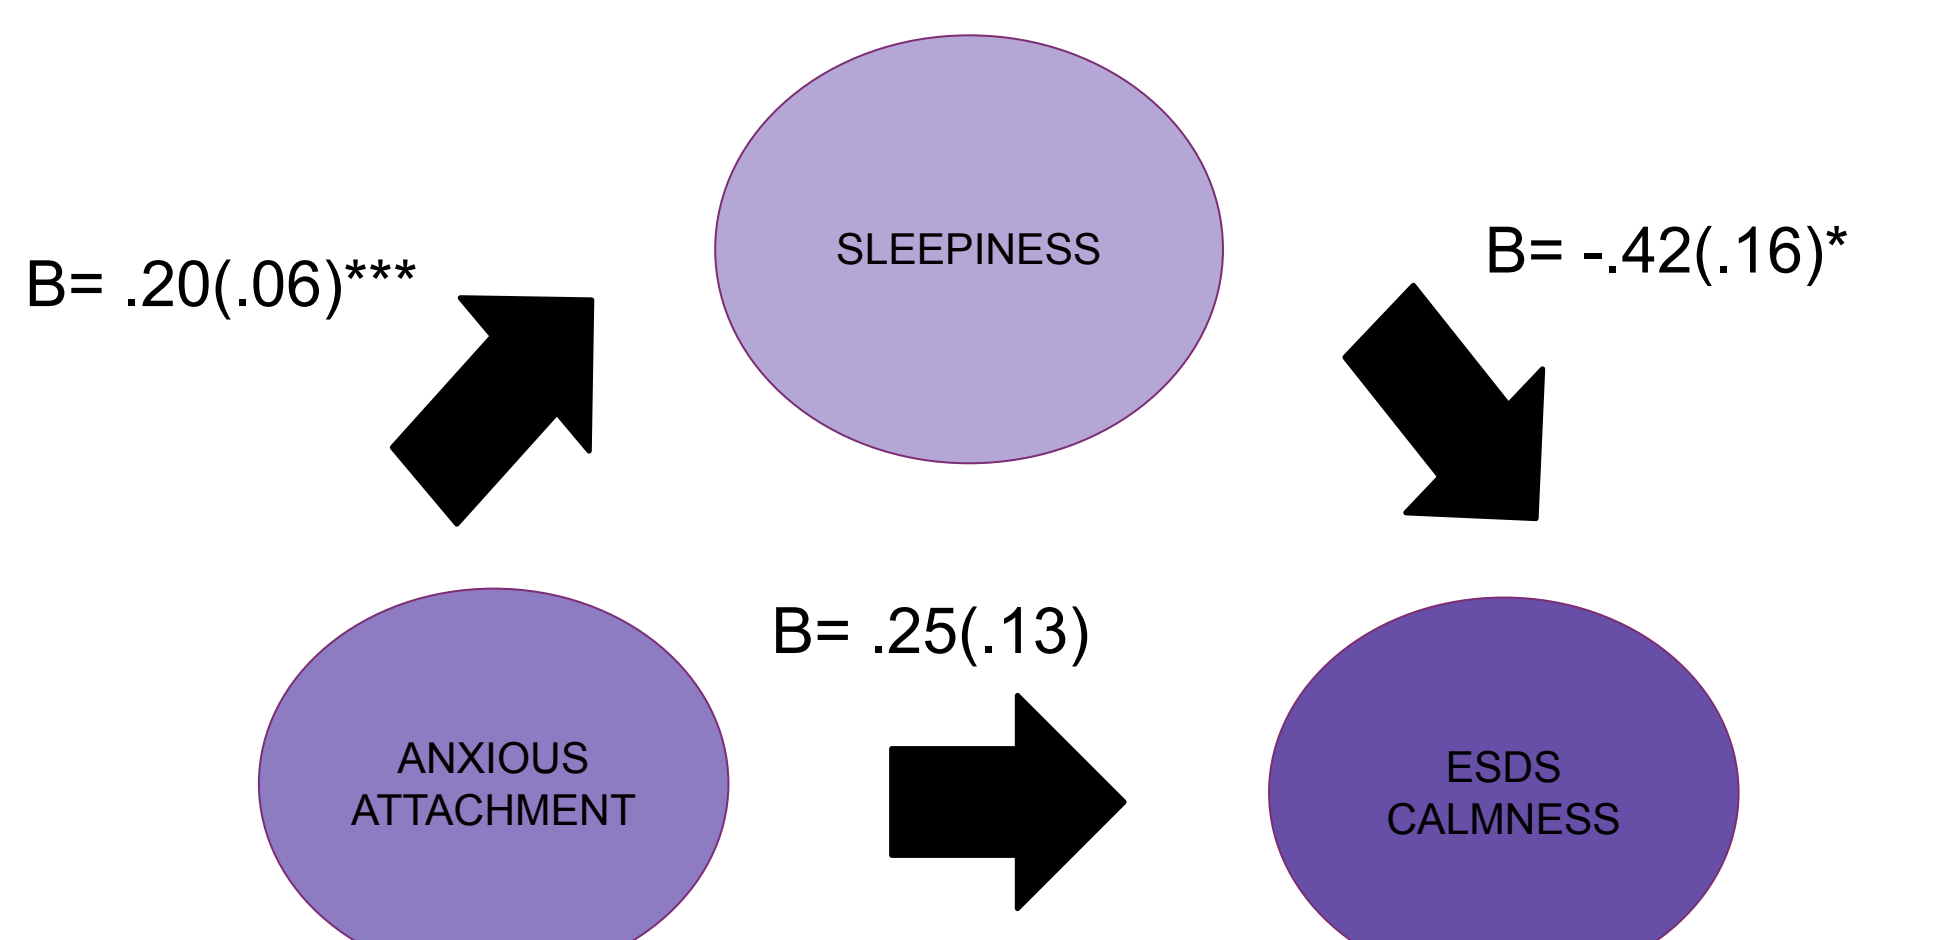 SLEEPINESS
B= -.42(.16)*
B= .20(.06)***
B= .25(.13)
ANXIOUS
ATTACHMENT
ESDS
CALMNESS